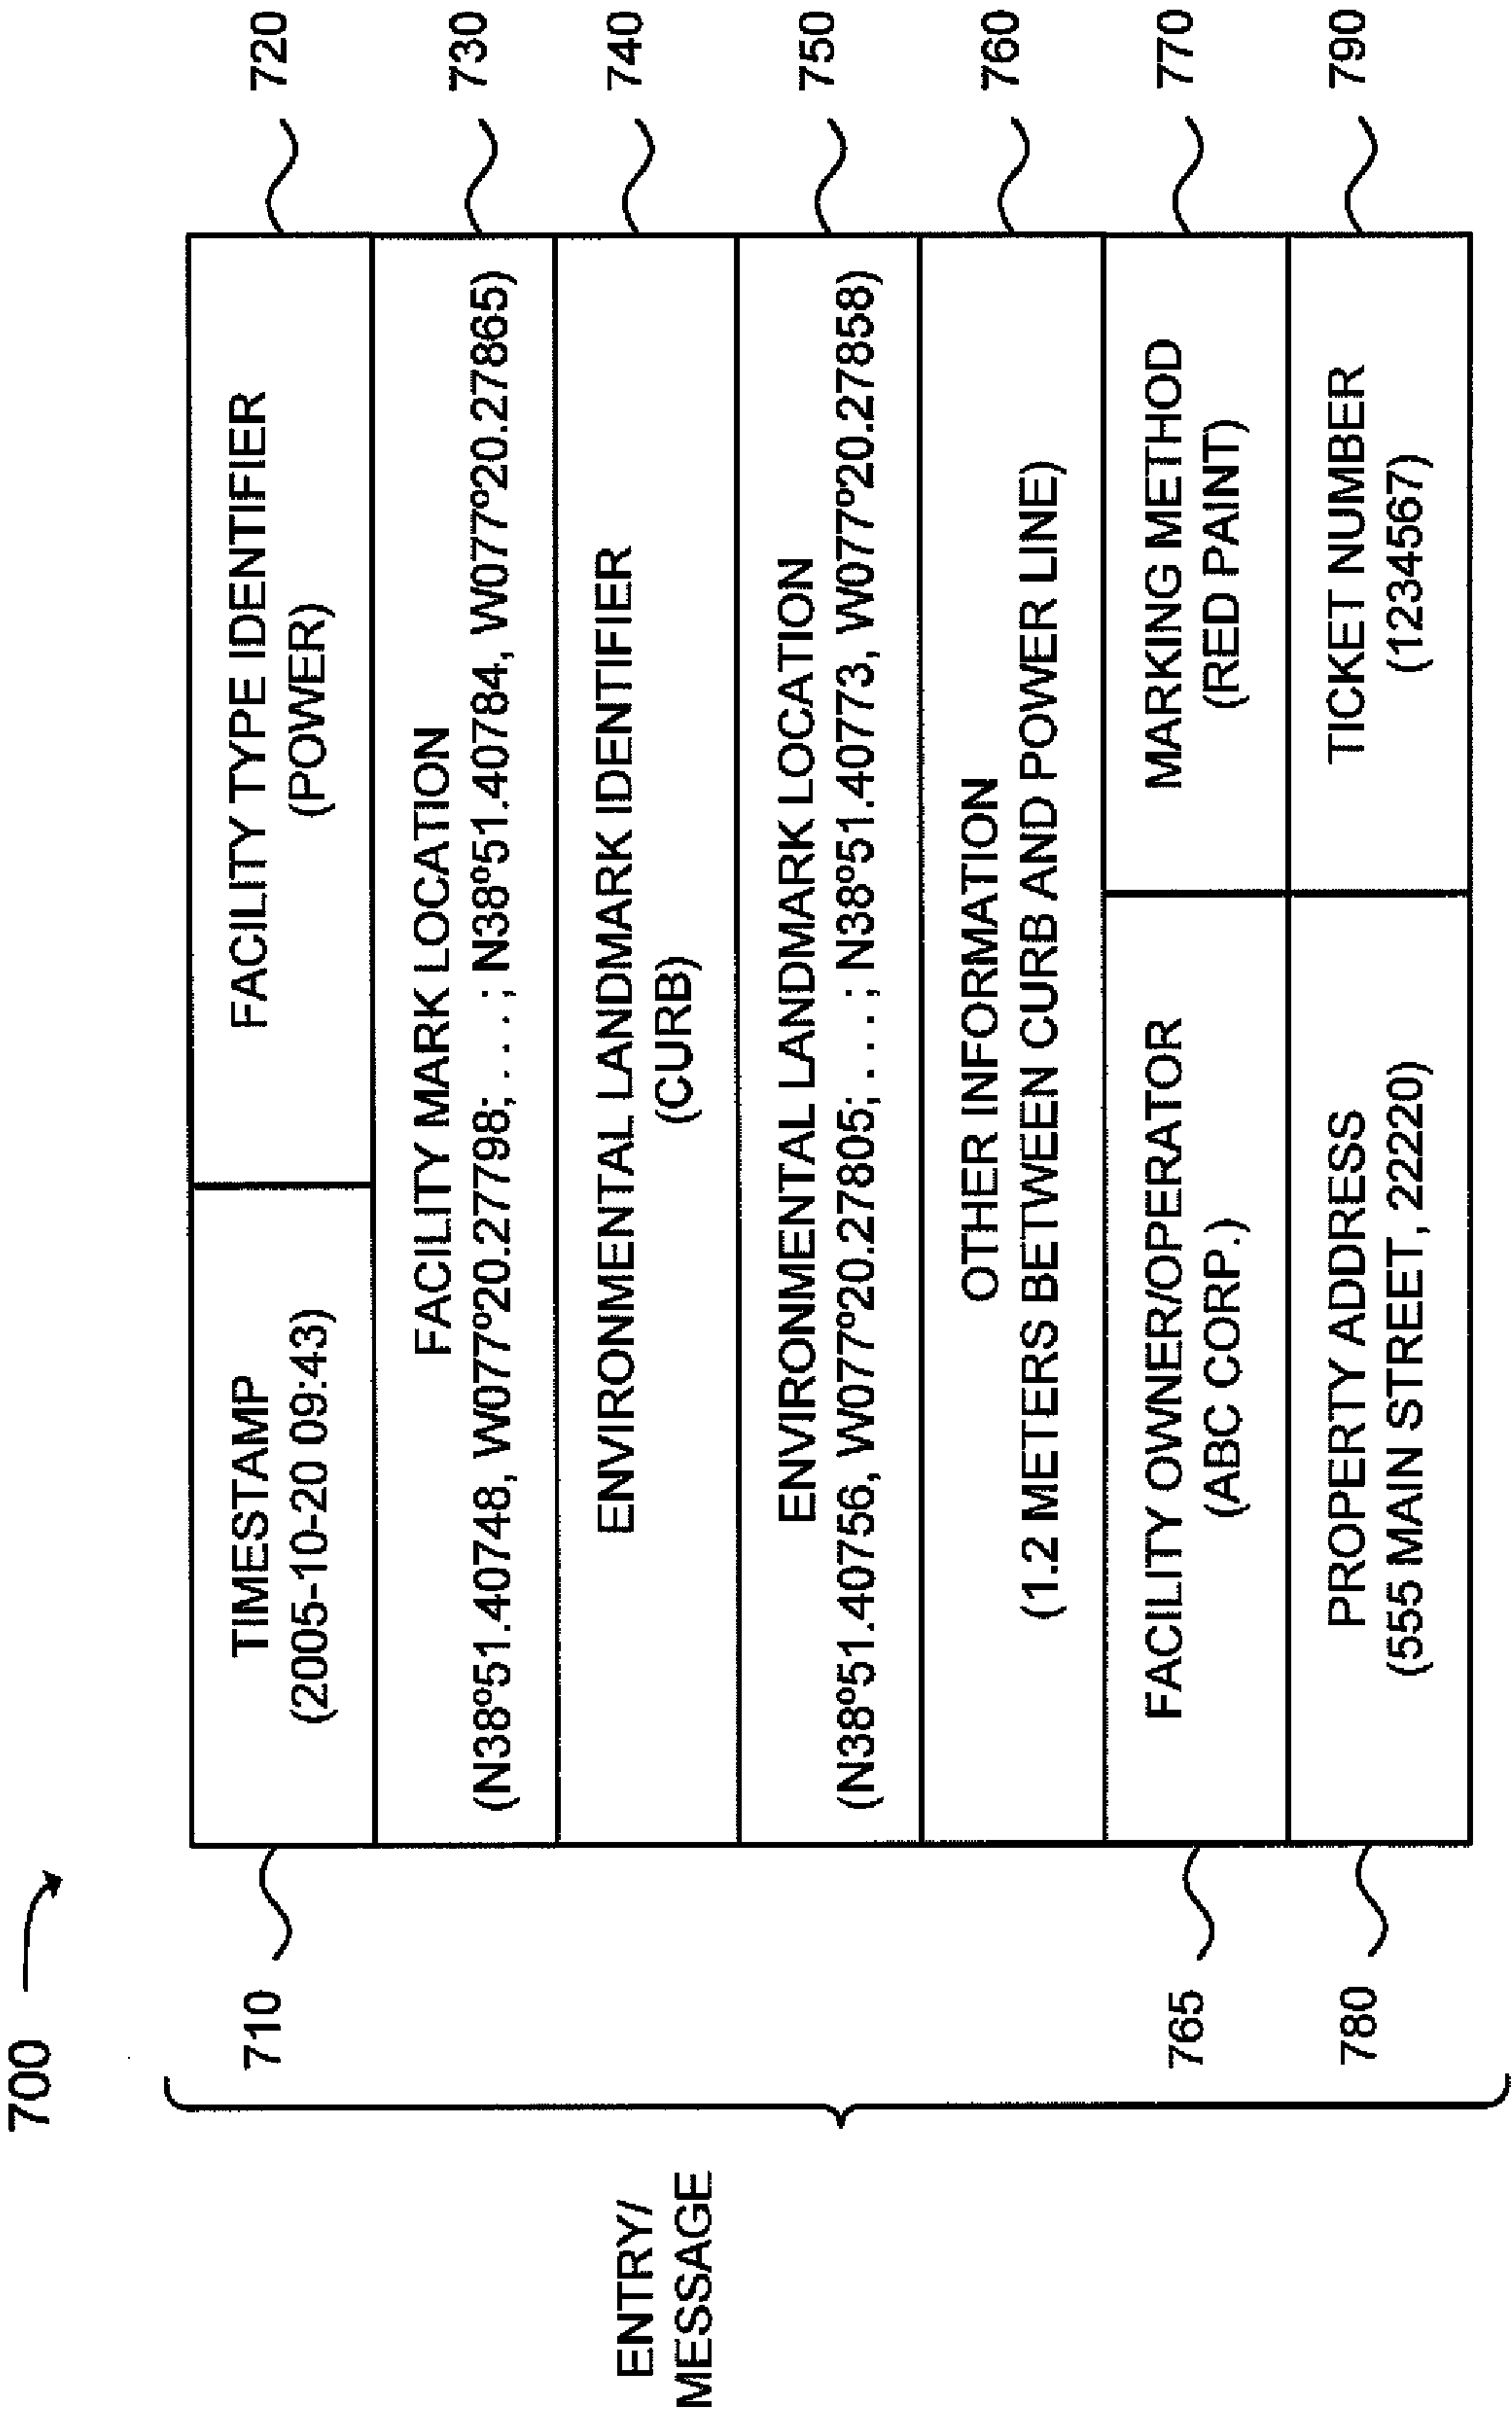 700
ENTRY/
MESSAGE
710
TIMESTAMP
(2005-10-20 09:43)
FACILITY TYPE IDENTIFIER
(POWER)
720
FACILITY MARK LOCATION
(N38°51.40748, W077°20.27798; . . . ; N38°51.40784, W077°20.27865)
730
ENVIRONMENTAL LANDMARK IDENTIFIER
(CURB)
740
ENVIRONMENTAL LANDMARK LOCATION
(N38°51.40756, W077°20.27805; . . . ; N38°51.40773, W077°20.27858)
750
OTHER INFORMATION
(1.2 METERS BETWEEN CURB AND POWER LINE)
760
765
FACILITY OWNER/OPERATOR
(ABC CORP.)
MARKING METHOD
(RED PAINT)
770
780
PROPERTY ADDRESS
(555 MAIN STREET, 22220)
TICKET NUMBER
(1234567)
790